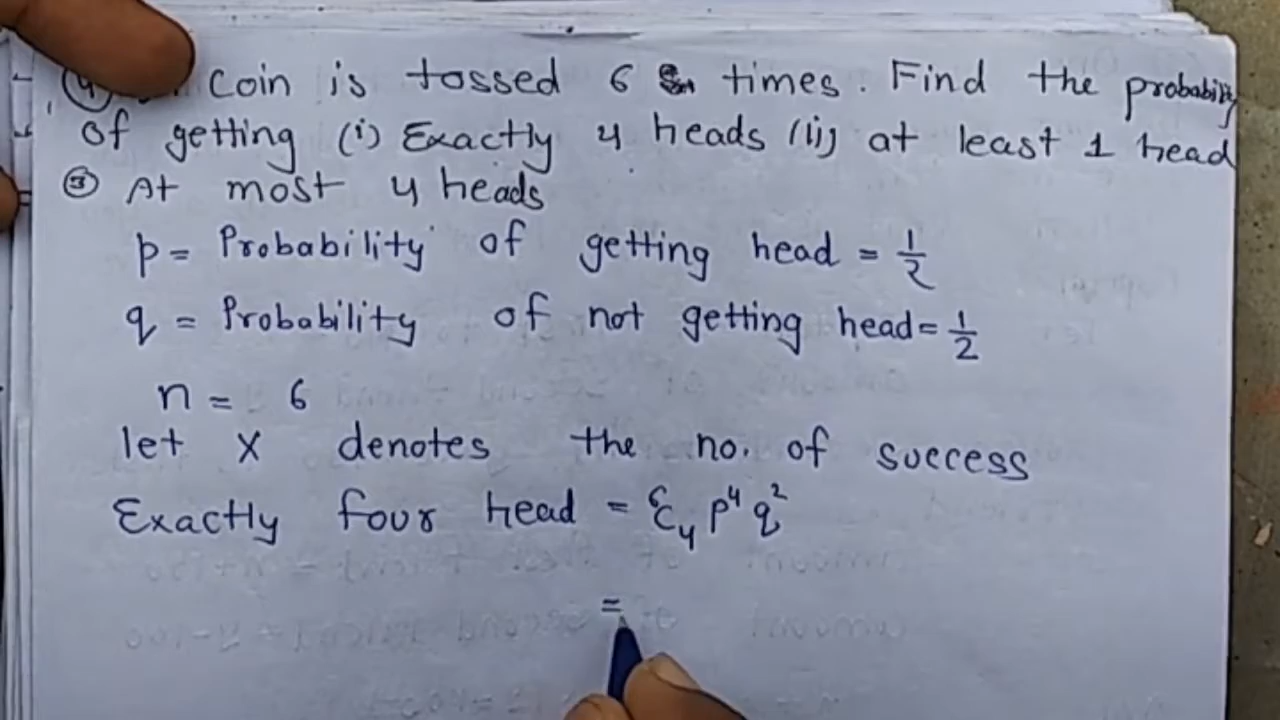 ④ Coin is tossed 6 times. Find the probability
of getting (i) Exactly 4 heads (ii) at least 1 head
③ At most 4 heads
p = Probability of getting head = 1/2
q = Probability of not getting head = 1/2
n = 6
let X denotes the no. of success
Exactly four head = ⁶C₄ p⁴ q²
=